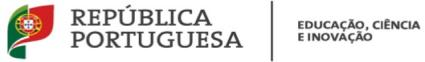 REPÚBLICA
PORTUGUESA
EDUCAÇÃO, CIÊNCIA
E INOVAÇÃO